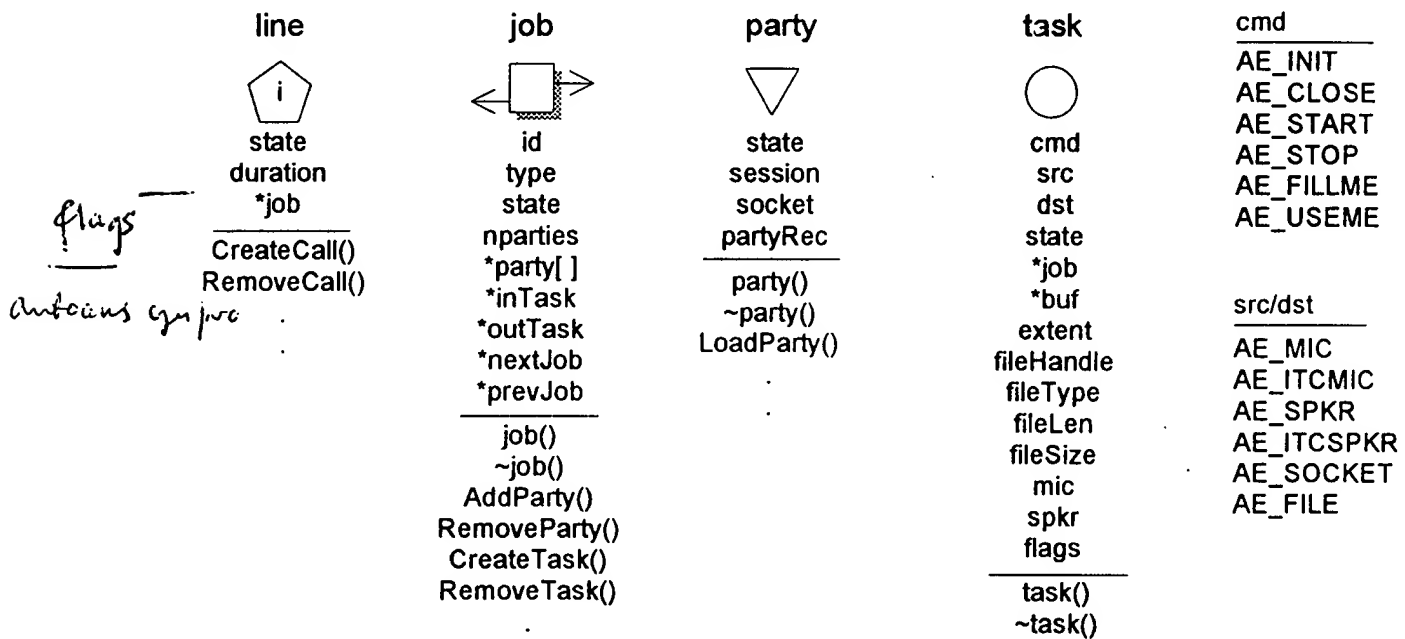 line
i
state
duration
*job
CreateCall()
RemoveCall()
flags
job
id
type
state
nparties
*party[ ]
*inTask
*outTask
*nextJob
*prevJob
job()
~job()
AddParty()
RemoveParty()
CreateTask()
RemoveTask()
party
state
session
socket
partyRec
party()
~party()
LoadParty()
task
cmd
src
dst
state
*job
*buf
extent
fileHandle
fileType
fileLen
fileSize
mic
spkr
flags
task()
~task()
cmd
AE_INIT
AE_CLOSE
AE_START
AE_STOP
AE_FILLME
AE_USEME
src/dst
AE_MIC
AE_ITCMIC
AE_SPKR
AE_ITCSPKR
AE_SOCKET
AE_FILE